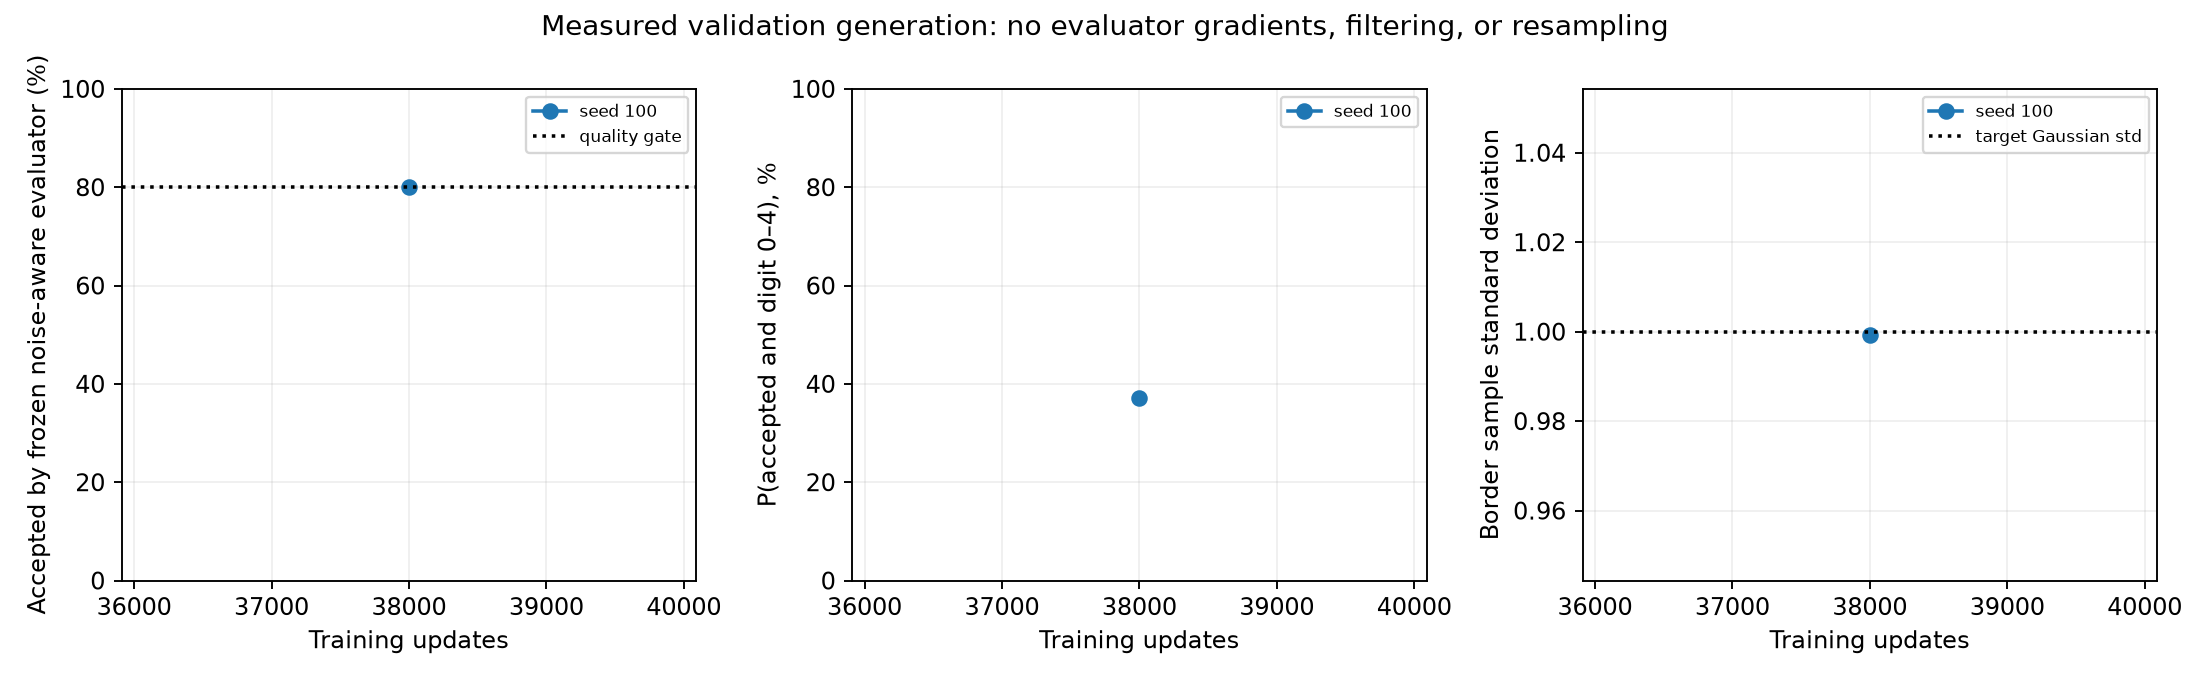 Measured validation generation: no evaluator gradients, filtering, or resampling
Accepted by frozen noise-aware evaluator (%)
100
80
60
40
20
0
36000
37000
38000
39000
40000
Training updates
seed 100
quality gate
P(accepted and digit 0–4), %
100
80
60
40
20
0
36000
37000
38000
39000
40000
Training updates
seed 100
Border sample standard deviation
1.04
1.02
1.00
0.98
0.96
36000
37000
38000
39000
40000
Training updates
seed 100
target Gaussian std